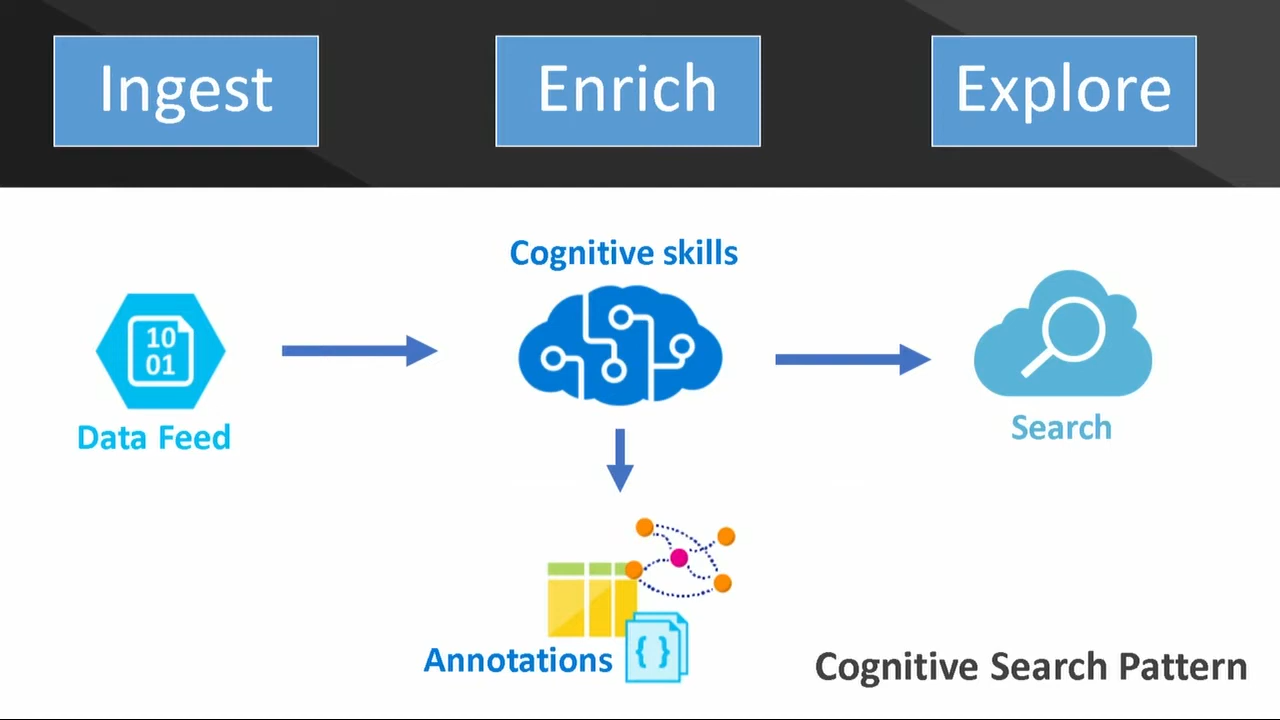 Ingest
Enrich
Explore
Cognitive skills
10
01
Data Feed
Search
{ }
Annotations
Cognitive Search Pattern